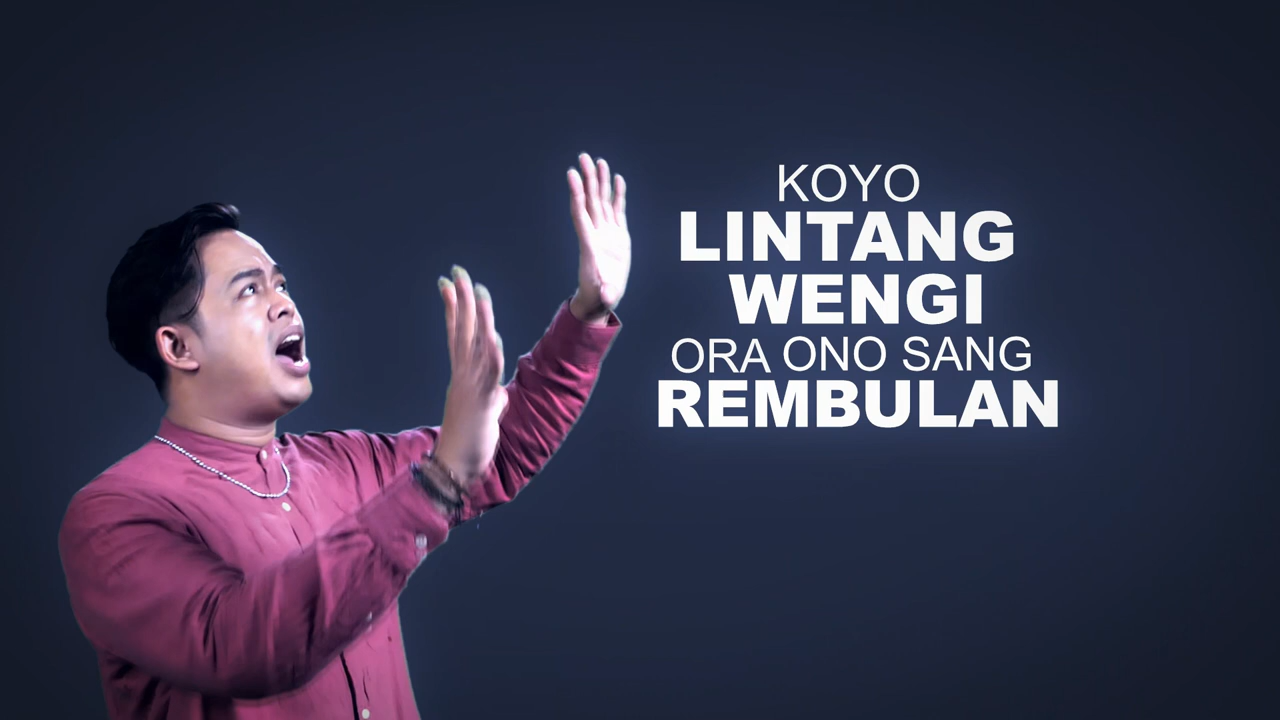 KOYO
LINTANG
WENGI
ORA ONO SANG
REMBULAN